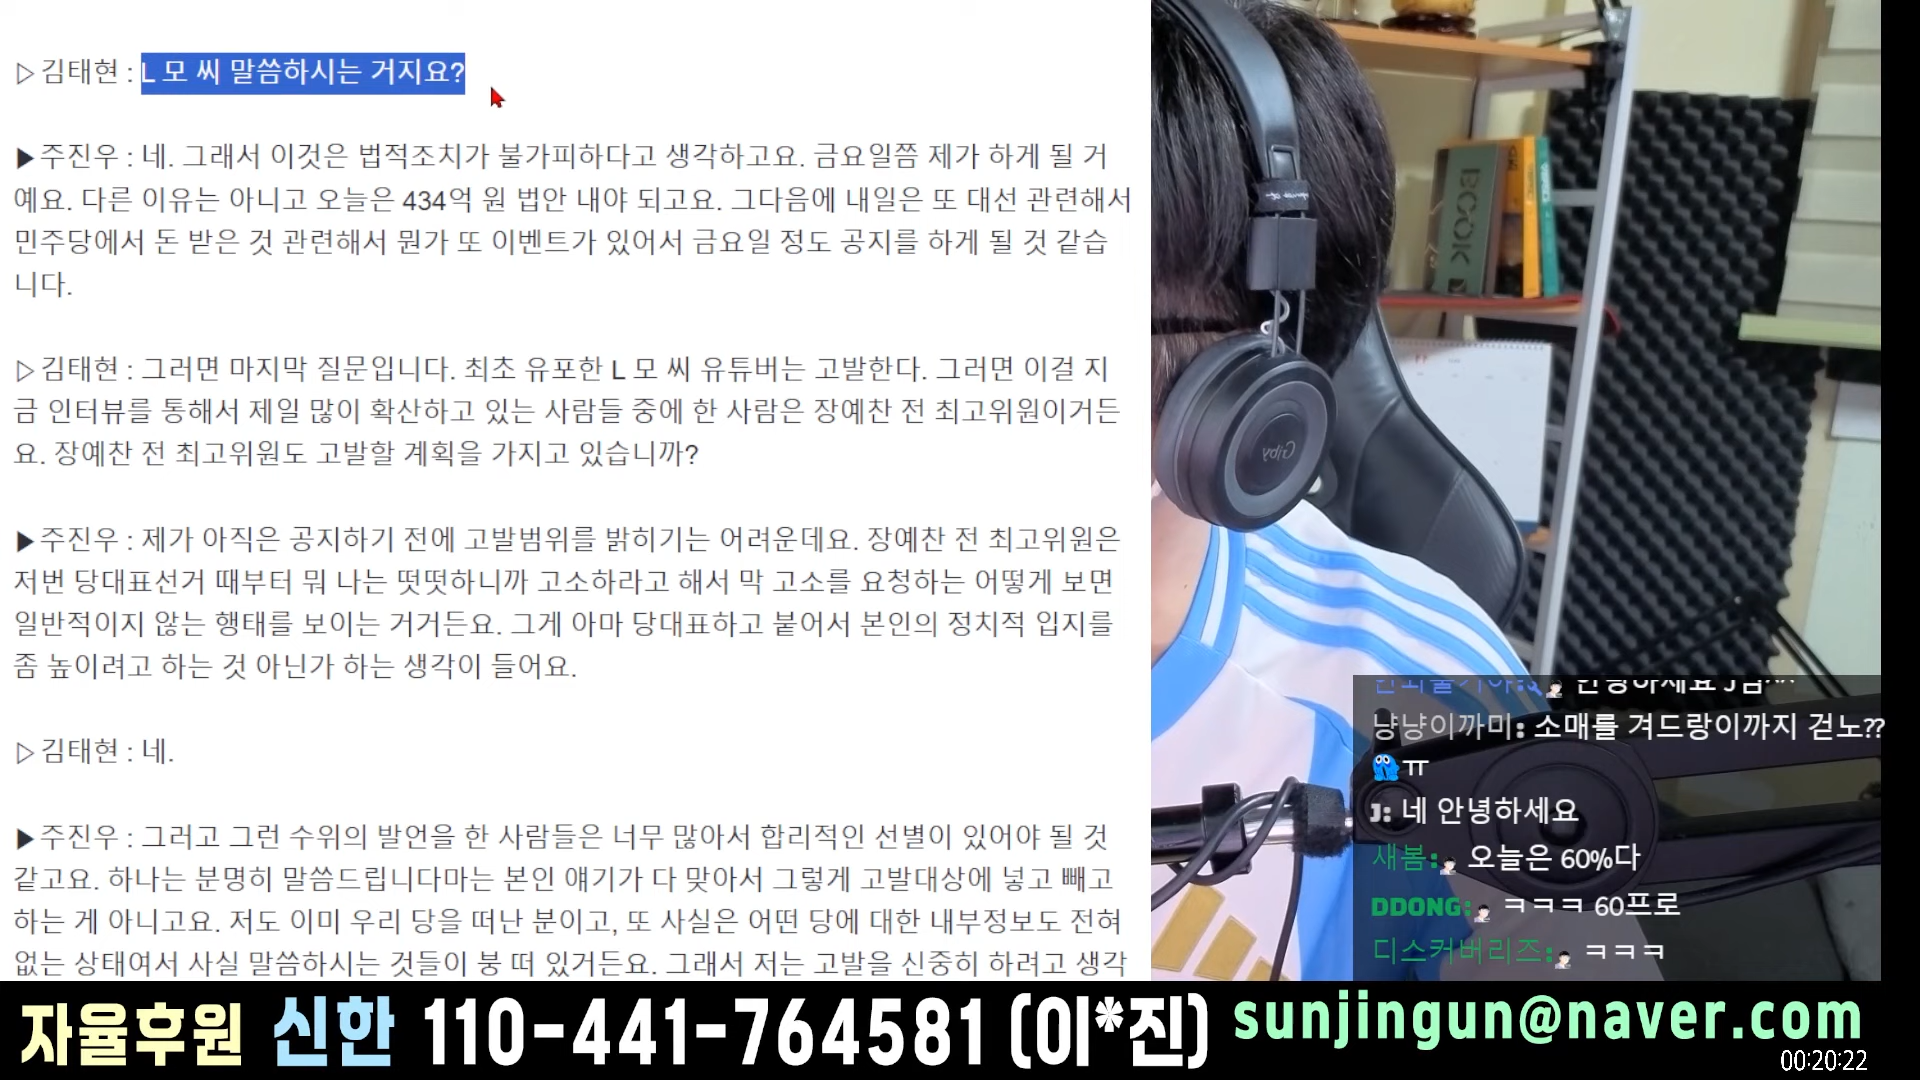 ▷김태현 : L 모 씨 말씀하시는 거지요?
▶주진우 : 네. 그래서 이것은 법적조치가 불가피하다고 생각하고요. 금요일쯤 제가 하게 될 거
예요. 다른 이유는 아니고 오늘은 434억 원 법안 내야 되고요. 그다음에 내일은 또 대선 관련해서
민주당에서 돈 받은 것 관련해서 뭔가 또 이벤트가 있어서 금요일 정도 공지를 하게 될 것 같습
니다.
▷김태현 : 그러면 마지막 질문입니다. 최초 유포한 L 모 씨 유튜버는 고발한다. 그러면 이걸 지
금 인터뷰를 통해서 제일 많이 확산하고 있는 사람들 중에 한 사람은 장예찬 전 최고위원이거든
요. 장예찬 전 최고위원도 고발할 계획을 가지고 있습니까?
▶주진우 : 제가 아직은 공지하기 전에 고발범위를 밝히기는 어려운데요. 장예찬 전 최고위원은
저번 당대표선거 때부터 뭐 나는 떳떳하니까 고소하라고 해서 막 고소를 요청하는 어떻게 보면
일반적이지 않는 행태를 보이는 거거든요. 그게 아마 당대표하고 붙어서 본인의 정치적 입지를
좀 높이려고 하는 것 아닌가 하는 생각이 들어요.
▷김태현 : 네.
▶주진우 : 그러고 그런 수위의 발언을 한 사람들은 너무 많아서 합리적인 선별이 있어야 될 것
같고요. 하나는 분명히 말씀드립니다마는 본인 얘기가 다 맞아서 그렇게 고발대상에 넣고 빼고
하는 게 아니고요. 저도 이미 우리 당을 떠난 분이고, 또 사실은 어떤 당에 대한 내부정보도 전혀
없는 상태여서 사실 말씀하시는 것들이 붕 떠 있거든요. 그래서 저는 고발을 신중히 하려고 생각
BOOK
Giby
안녕하세요 J님^^
냥냥이까미: 소매를 겨드랑이까지 걷노??
ㅠ
J: 네 안녕하세요
새봄: 오늘은 60%다
DDONG: ㅋㅋㅋ 60프로
디스커버리즈: ㅋㅋㅋ
자율후원 신한 110-441-764581 (이*진) sunjingun@naver.com
00:20:22